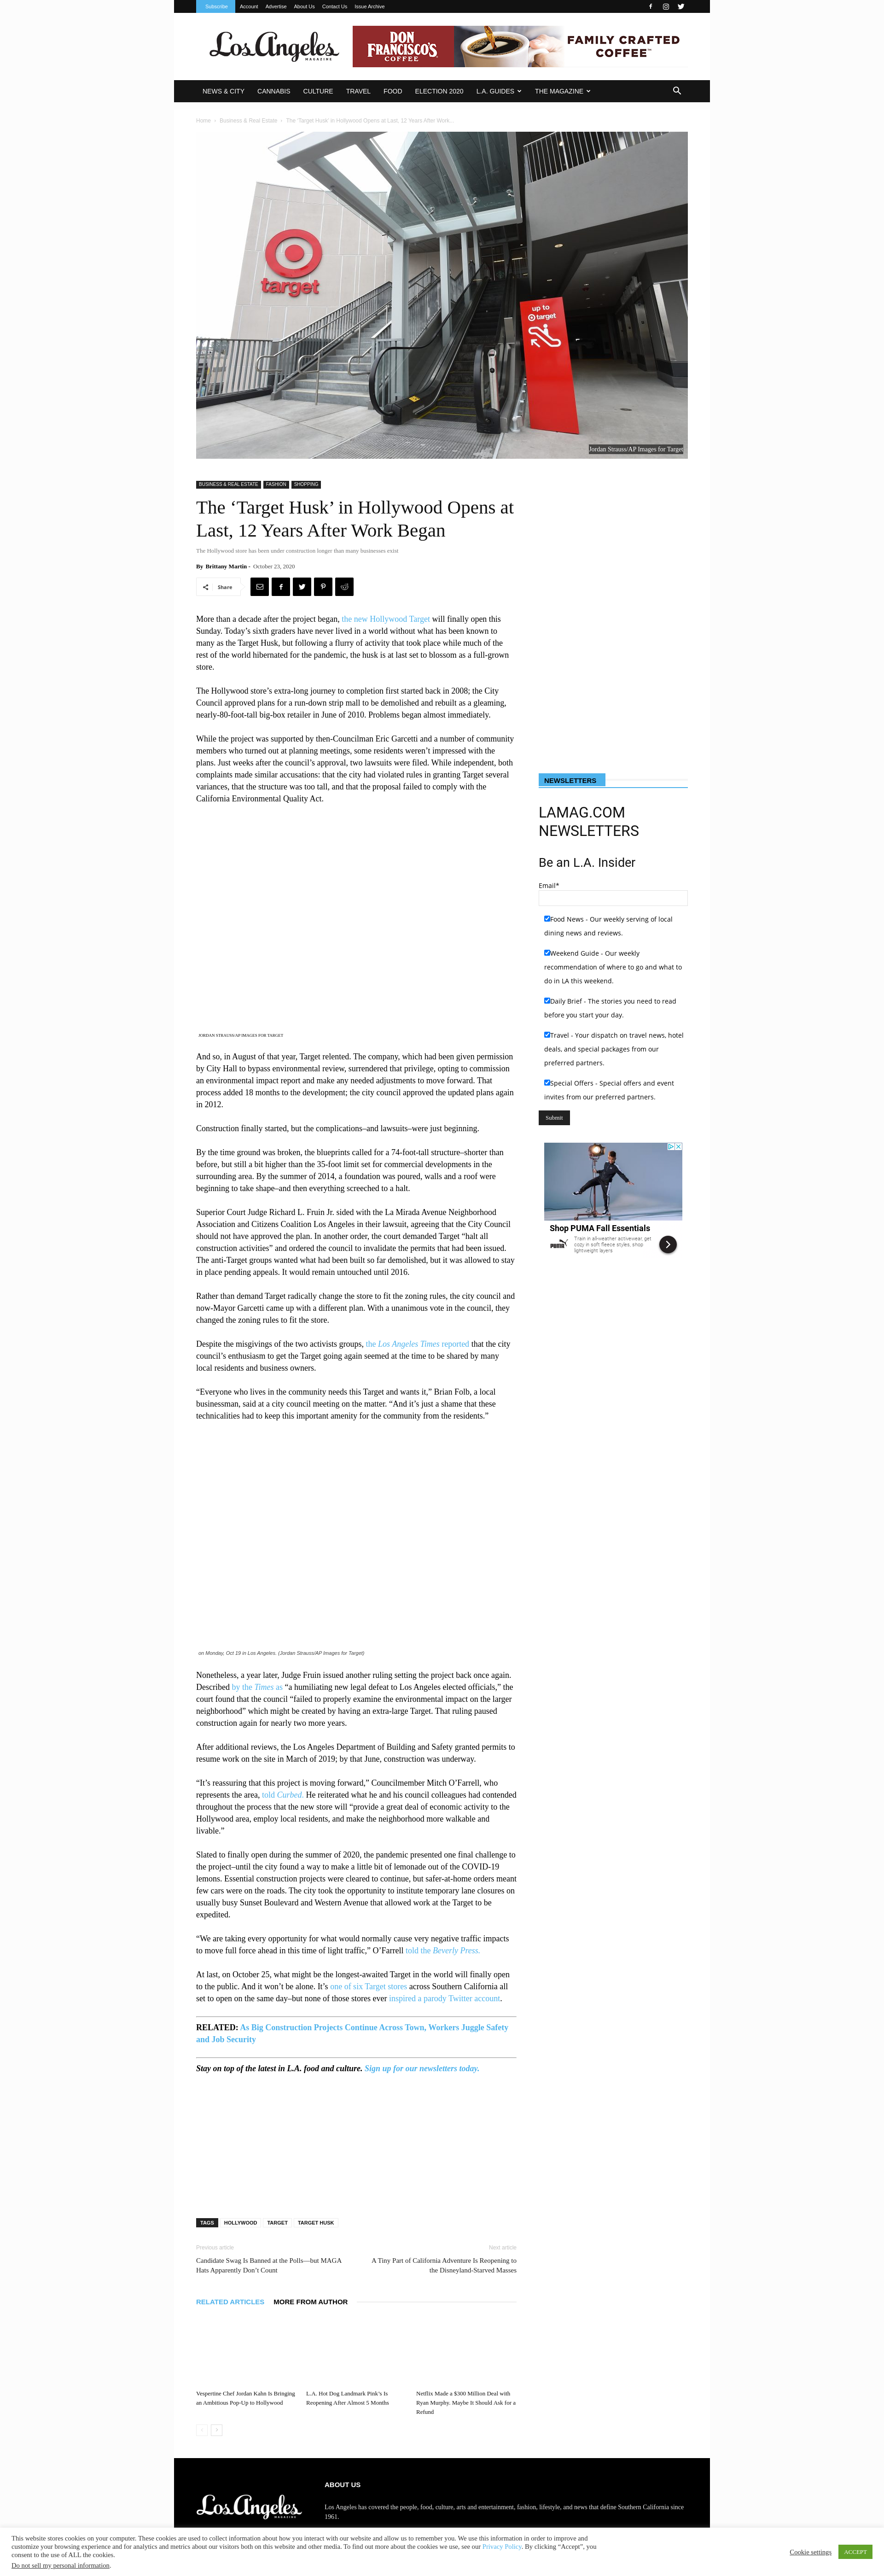 Subscribe Account Advertise About Us Contact Us Issue Archive
Los Angeles
MAGAZINE
DON
FRANCISCO'S
COFFEE
FAMILY CRAFTED
COFFEE™
NEWS & CITY CANNABIS CULTURE TRAVEL FOOD ELECTION 2020 L.A. GUIDES THE MAGAZINE
Home › Business & Real Estate › The 'Target Husk' in Hollywood Opens at Last, 12 Years After Work...
target
up to
target
Jordan Strauss/AP Images for Target
BUSINESS & REAL ESTATE FASHION SHOPPING
The ‘Target Husk’ in Hollywood Opens at
Last, 12 Years After Work Began
The Hollywood store has been under construction longer than many businesses exist
By Brittany Martin - October 23, 2020
Share
More than a decade after the project began, the new Hollywood Target will finally open this
Sunday. Today’s sixth graders have never lived in a world without what has been known to
many as the Target Husk, but following a flurry of activity that took place while much of the
rest of the world hibernated for the pandemic, the husk is at last set to blossom as a full-grown
store.
The Hollywood store’s extra-long journey to completion first started back in 2008; the City
Council approved plans for a run-down strip mall to be demolished and rebuilt as a gleaming,
nearly-80-foot-tall big-box retailer in June of 2010. Problems began almost immediately.
While the project was supported by then-Councilman Eric Garcetti and a number of community
members who turned out at planning meetings, some residents weren’t impressed with the
plans. Just weeks after the council’s approval, two lawsuits were filed. While independent, both
complaints made similar accusations: that the city had violated rules in granting Target several
variances, that the structure was too tall, and that the proposal failed to comply with the
California Environmental Quality Act.
JORDAN STRAUSS/AP IMAGES FOR TARGET
And so, in August of that year, Target relented. The company, which had been given permission
by City Hall to bypass environmental review, surrendered that privilege, opting to commission
an environmental impact report and make any needed adjustments to move forward. That
process added 18 months to the development; the city council approved the updated plans again
in 2012.
Construction finally started, but the complications–and lawsuits–were just beginning.
By the time ground was broken, the blueprints called for a 74-foot-tall structure–shorter than
before, but still a bit higher than the 35-foot limit set for commercial developments in the
surrounding area. By the summer of 2014, a foundation was poured, walls and a roof were
beginning to take shape–and then everything screeched to a halt.
Superior Court Judge Richard L. Fruin Jr. sided with the La Mirada Avenue Neighborhood
Association and Citizens Coalition Los Angeles in their lawsuit, agreeing that the City Council
should not have approved the plan. In another order, the court demanded Target “halt all
construction activities” and ordered the council to invalidate the permits that had been issued.
The anti-Target groups wanted what had been built so far demolished, but it was allowed to stay
in place pending appeals. It would remain untouched until 2016.
Rather than demand Target radically change the store to fit the zoning rules, the city council and
now-Mayor Garcetti came up with a different plan. With a unanimous vote in the council, they
changed the zoning rules to fit the store.
Despite the misgivings of the two activists groups, the Los Angeles Times reported that the city
council’s enthusiasm to get the Target going again seemed at the time to be shared by many
local residents and business owners.
“Everyone who lives in the community needs this Target and wants it,” Brian Folb, a local
businessman, said at a city council meeting on the matter. “And it’s just a shame that these
technicalities had to keep this important amenity for the community from the residents.”
on Monday, Oct 19 in Los Angeles. (Jordan Strauss/AP Images for Target)
Nonetheless, a year later, Judge Fruin issued another ruling setting the project back once again.
Described by the Times as “a humiliating new legal defeat to Los Angeles elected officials,” the
court found that the council “failed to properly examine the environmental impact on the larger
neighborhood” which might be created by having an extra-large Target. That ruling paused
construction again for nearly two more years.
After additional reviews, the Los Angeles Department of Building and Safety granted permits to
resume work on the site in March of 2019; by that June, construction was underway.
“It’s reassuring that this project is moving forward,” Councilmember Mitch O’Farrell, who
represents the area, told Curbed. He reiterated what he and his council colleagues had contended
throughout the process that the new store will “provide a great deal of economic activity to the
Hollywood area, employ local residents, and make the neighborhood more walkable and
livable.”
Slated to finally open during the summer of 2020, the pandemic presented one final challenge to
the project–until the city found a way to make a little bit of lemonade out of the COVID-19
lemons. Essential construction projects were cleared to continue, but safer-at-home orders meant
few cars were on the roads. The city took the opportunity to institute temporary lane closures on
usually busy Sunset Boulevard and Western Avenue that allowed work at the Target to be
expedited.
“We are taking every opportunity for what would normally cause very negative traffic impacts
to move full force ahead in this time of light traffic,” O’Farrell told the Beverly Press.
At last, on October 25, what might be the longest-awaited Target in the world will finally open
to the public. And it won’t be alone. It’s one of six Target stores across Southern California all
set to open on the same day–but none of those stores ever inspired a parody Twitter account.
RELATED: As Big Construction Projects Continue Across Town, Workers Juggle Safety
and Job Security
Stay on top of the latest in L.A. food and culture. Sign up for our newsletters today.
TAGS HOLLYWOOD TARGET TARGET HUSK
Previous article
Candidate Swag Is Banned at the Polls—but MAGA
Hats Apparently Don’t Count
Next article
A Tiny Part of California Adventure Is Reopening to
the Disneyland-Starved Masses
RELATED ARTICLES MORE FROM AUTHOR
Vespertine Chef Jordan Kahn Is Bringing
an Ambitious Pop-Up to Hollywood
L.A. Hot Dog Landmark Pink’s Is
Reopening After Almost 5 Months
Netflix Made a $300 Million Deal with
Ryan Murphy. Maybe It Should Ask for a
Refund
NEWSLETTERS
LAMAG.COM
NEWSLETTERS
Be an L.A. Insider
Email*
Food News - Our weekly serving of local
dining news and reviews.
Weekend Guide - Our weekly
recommendation of where to go and what to
do in LA this weekend.
Daily Brief - The stories you need to read
before you start your day.
Travel - Your dispatch on travel news, hotel
deals, and special packages from our
preferred partners.
Special Offers - Special offers and event
invites from our preferred partners.
Submit
Shop PUMA Fall Essentials
PUMA
Train in all-weather activewear, get
cozy in soft fleece styles, shop
lightweight layers
Los Angeles
MAGAZINE
ABOUT US
Los Angeles has covered the people, food, culture, arts and entertainment, fashion, lifestyle, and news that define Southern California since
1961.
This website stores cookies on your computer. These cookies are used to collect information about how you interact with our website and allow us to remember you. We use this information in order to improve and
customize your browsing experience and for analytics and metrics about our visitors both on this website and other media. To find out more about the cookies we use, see our Privacy Policy. By clicking “Accept”, you
consent to the use of ALL the cookies.
Do not sell my personal information.
Cookie settings ACCEPT